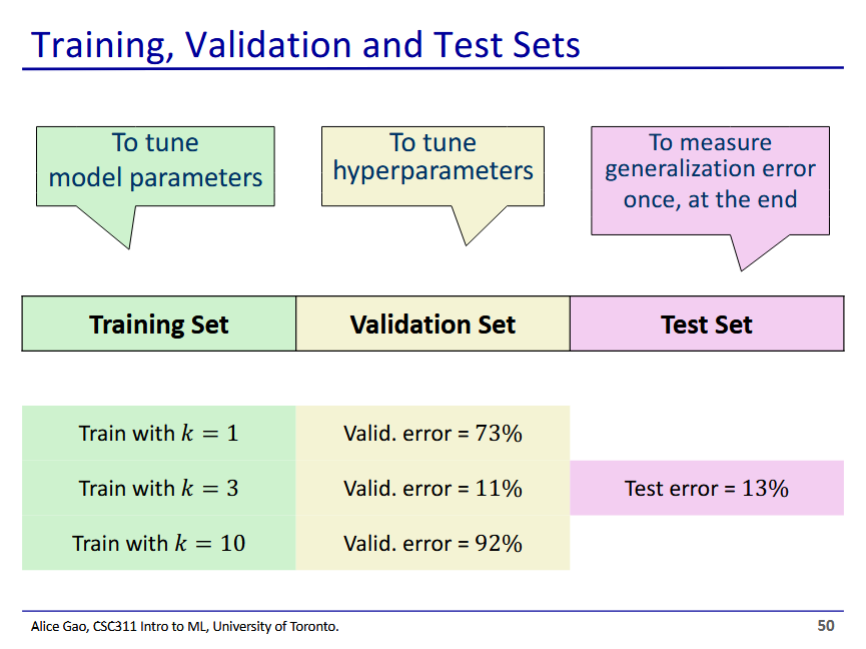 Training, Validation and Test Sets
To tune
model parameters
To tune
hyperparameters
To measure
generalization error
once, at the end
Training Set
Validation Set
Test Set
Train with k = 1
Valid. error = 73%
Train with k = 3
Valid. error = 11%
Test error = 13%
Train with k = 10
Valid. error = 92%
Alice Gao, CSC311 Intro to ML, University of Toronto.
50